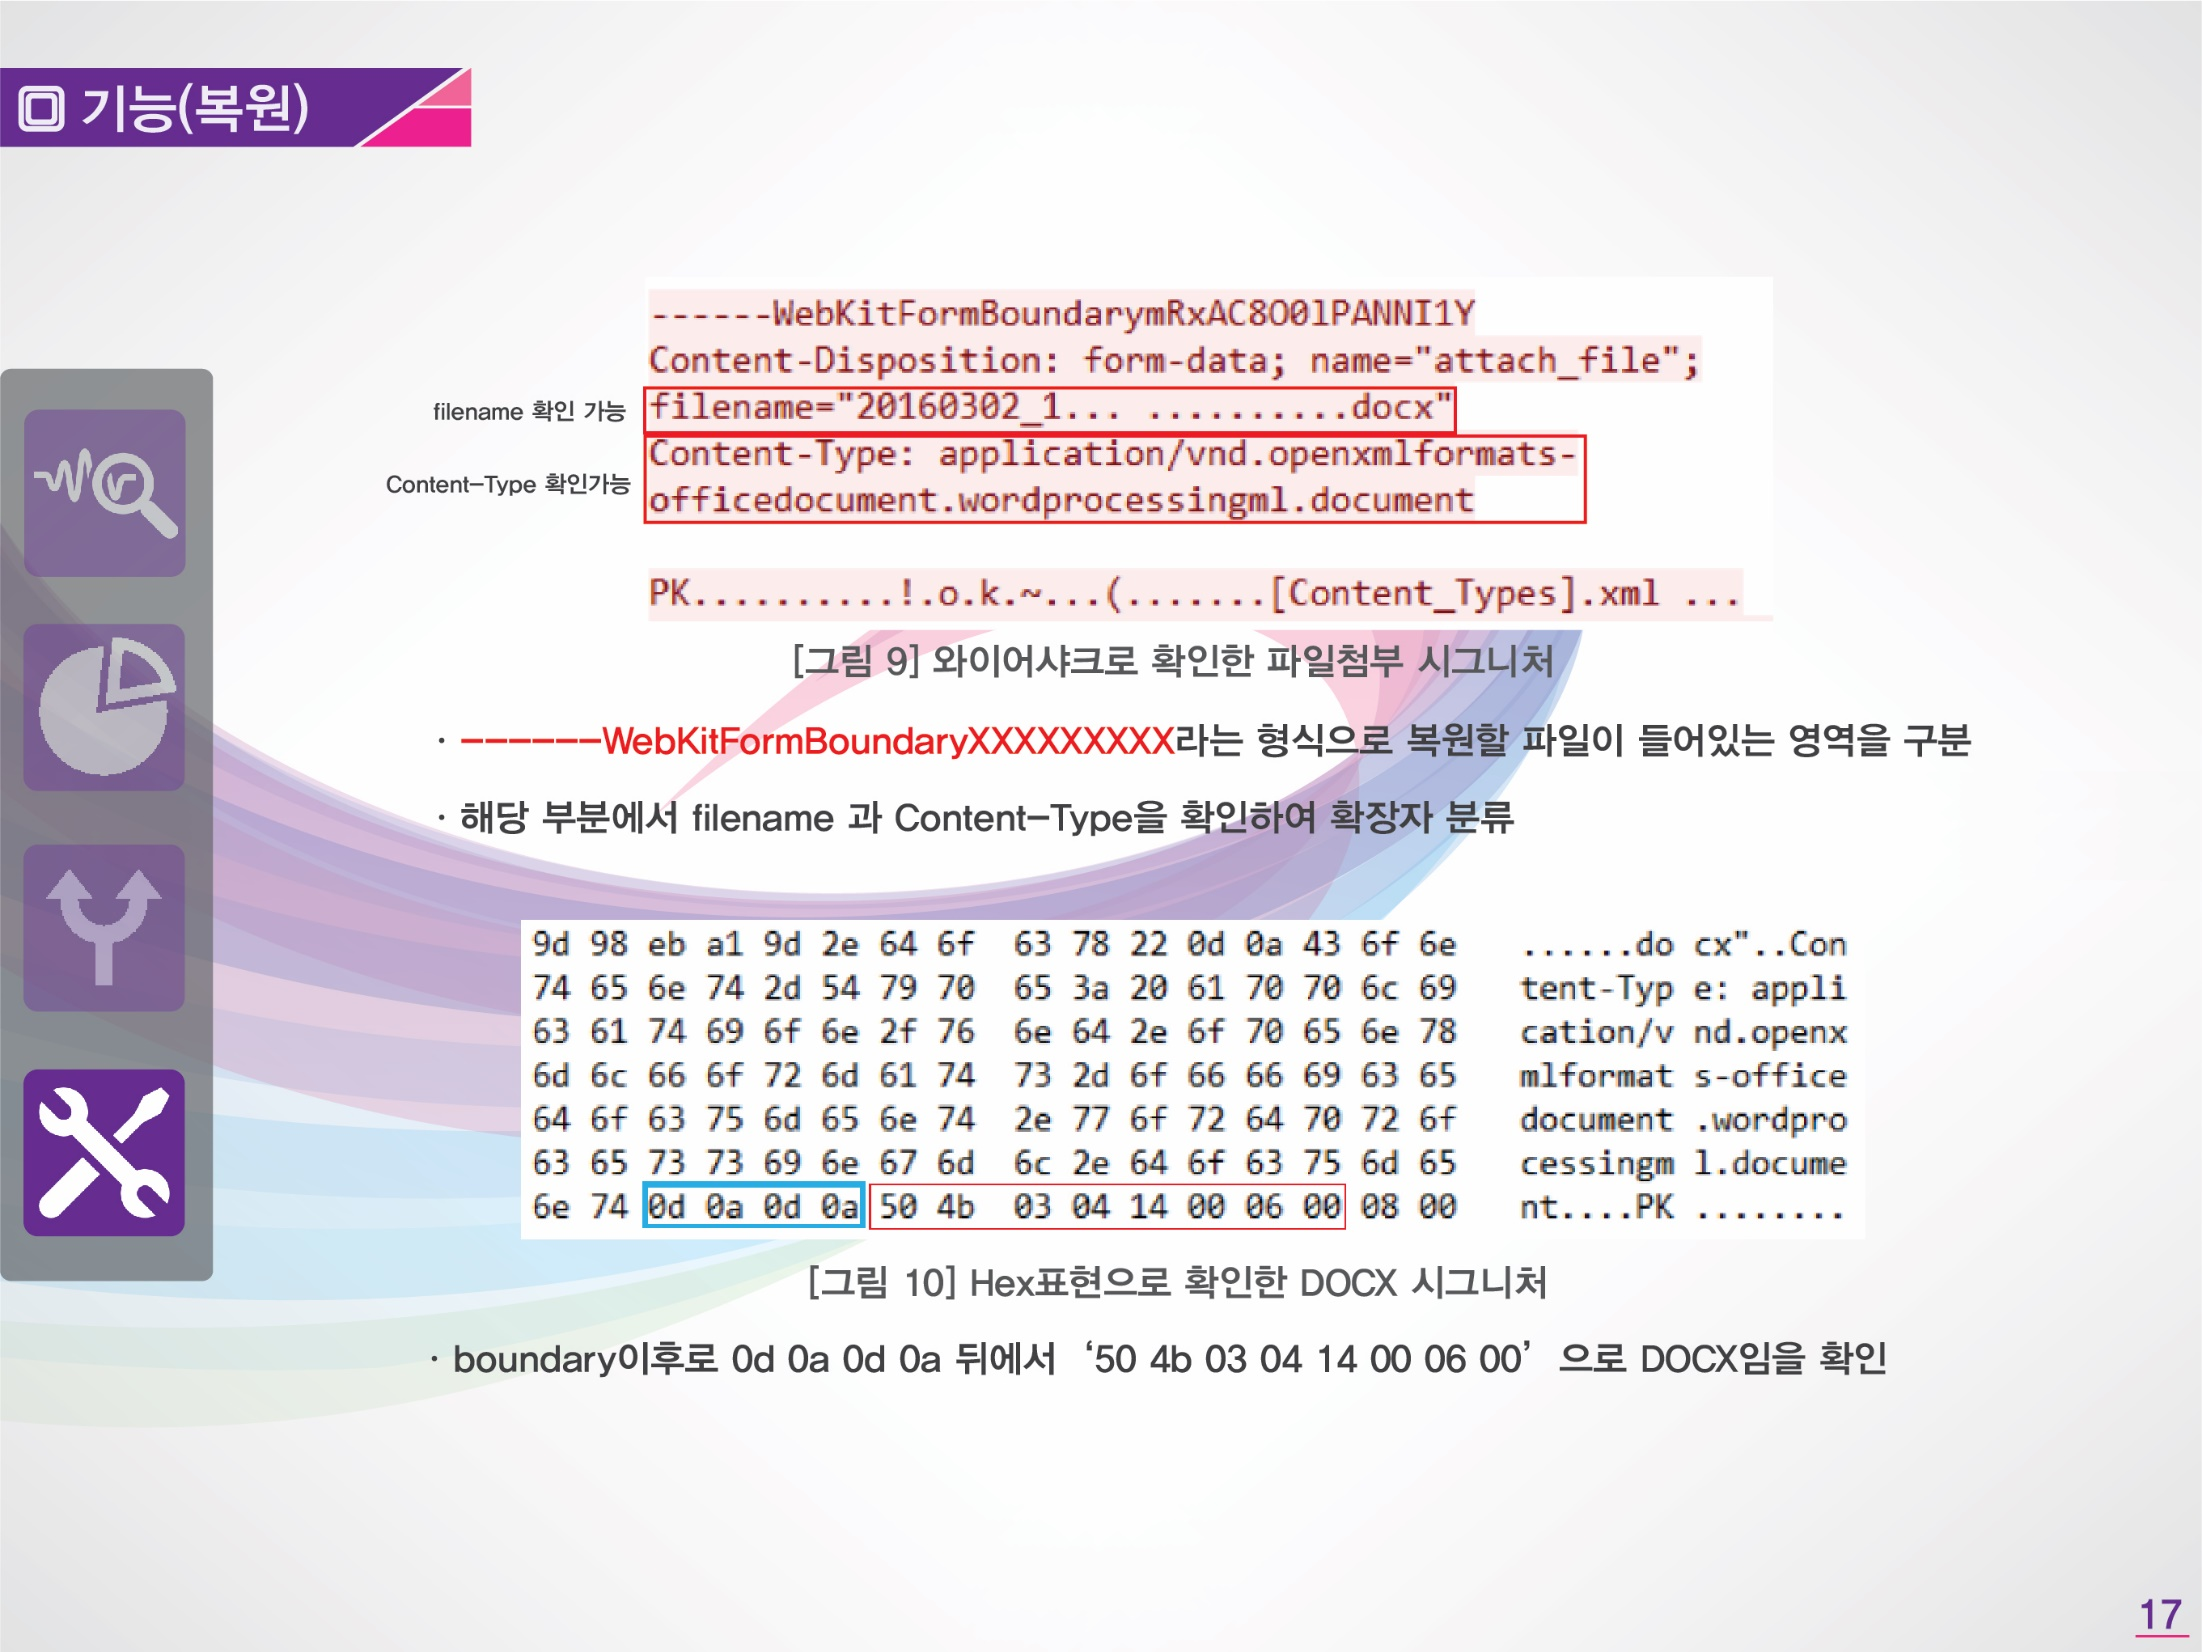 기능(복원)
------WebKitFormBoundarymRxAC8O0lPANNI1Y
Content-Disposition: form-data; name="attach_file";
filename 확인 가능
filename="20160302_1... ..........docx"
Content-Type 확인가능
Content-Type: application/vnd.openxmlformats-
officedocument.wordprocessingml.document
PK..........!.o.k.~...(.......[Content_Types].xml ...
[그림 9] 와이어샤크로 확인한 파일첨부 시그니처
· ------WebKitFormBoundaryXXXXXXXXX라는 형식으로 복원할 파일이 들어있는 영역을 구분
· 해당 부분에서 filename 과 Content-Type을 확인하여 확장자 분류
9d 98 eb a1 9d 2e 64 6f 63 78 22 0d 0a 43 6f 6e ......do cx"..Con
74 65 6e 74 2d 54 79 70 65 3a 20 61 70 70 6c 69 tent-Typ e: appli
63 61 74 69 6f 6e 2f 76 6e 64 2e 6f 70 65 6e 78 cation/v nd.openx
6d 6c 66 6f 72 6d 61 74 73 2d 6f 66 66 69 63 65 mlformat s-office
64 6f 63 75 6d 65 6e 74 2e 77 6f 72 64 70 72 6f document .wordpro
63 65 73 73 69 6e 67 6d 6c 2e 64 6f 63 75 6d 65 cessingm l.docume
6e 74 0d 0a 0d 0a 50 4b 03 04 14 00 06 00 08 00 nt....PK ........
[그림 10] Hex표현으로 확인한 DOCX 시그니처
· boundary이후로 0d 0a 0d 0a 뒤에서 ‘50 4b 03 04 14 00 06 00’ 으로 DOCX임을 확인
17